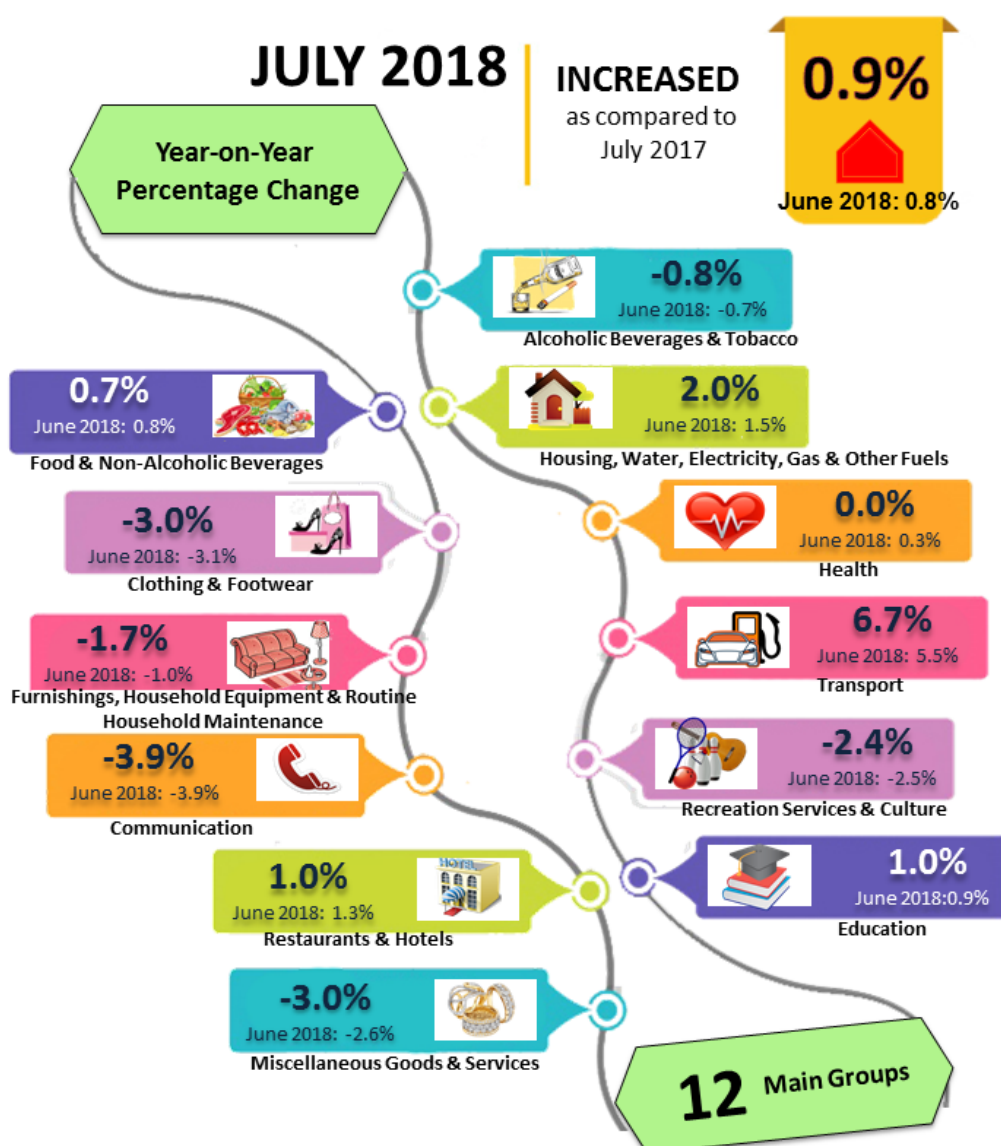 JULY 2018
INCREASED
as compared to
July 2017
0.9%
June 2018: 0.8%
Year-on-Year
Percentage Change
-0.8%
June 2018: -0.7%
Alcoholic Beverages & Tobacco
0.7%
June 2018: 0.8%
Food & Non-Alcoholic Beverages
2.0%
June 2018: 1.5%
Housing, Water, Electricity, Gas & Other Fuels
-3.0%
June 2018: -3.1%
Clothing & Footwear
0.0%
June 2018: 0.3%
Health
-1.7%
June 2018: -1.0%
Furnishings, Household Equipment & Routine
Household Maintenance
6.7%
June 2018: 5.5%
Transport
-3.9%
June 2018: -3.9%
Communication
-2.4%
June 2018: -2.5%
Recreation Services & Culture
HOTEL
1.0%
June 2018: 1.3%
Restaurants & Hotels
1.0%
June 2018:0.9%
Education
-3.0%
June 2018: -2.6%
Miscellaneous Goods & Services
12 Main Groups